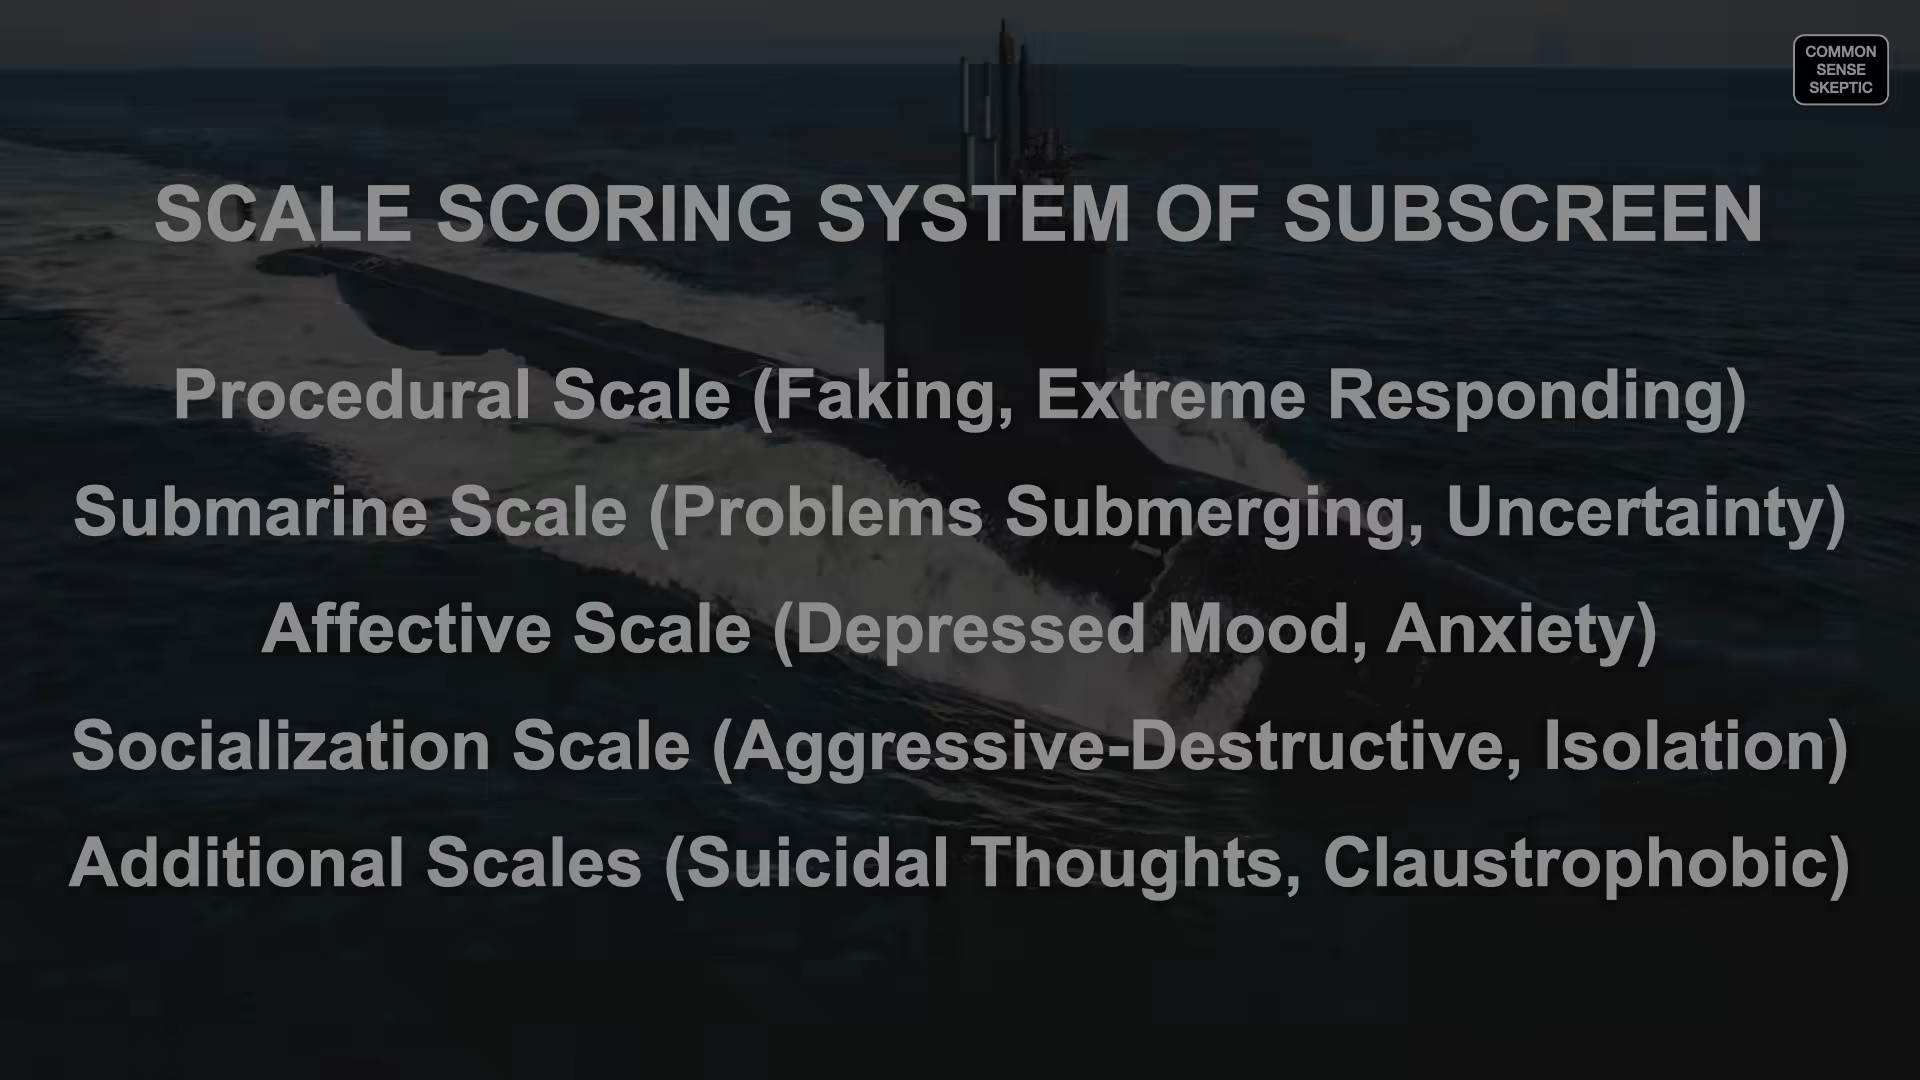 COMMON
SENSE
SKEPTIC
SCALE SCORING SYSTEM OF SUBSCREEN
Procedural Scale (Faking, Extreme Responding)
Submarine Scale (Problems Submerging, Uncertainty)
Affective Scale (Depressed Mood, Anxiety)
Socialization Scale (Aggressive-Destructive, Isolation)
Additional Scales (Suicidal Thoughts, Claustrophobic)